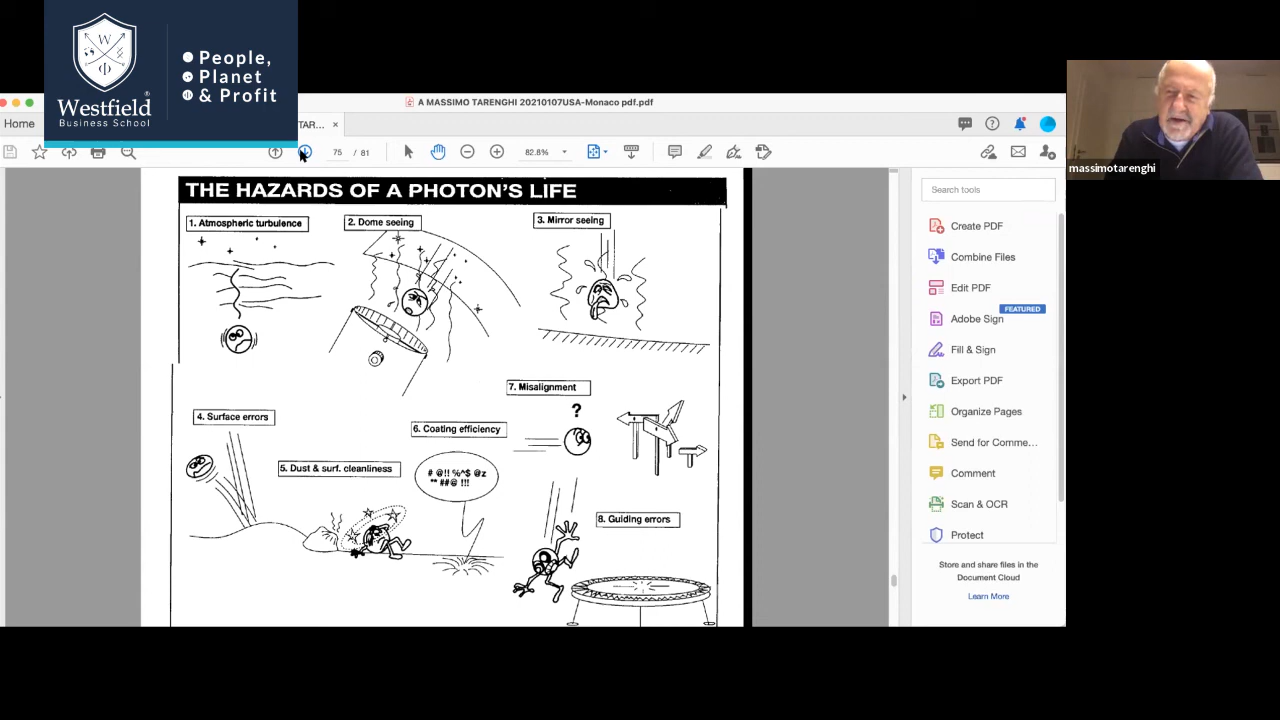 People,
Planet
& Profit
W
Westfield
Business School
®
A MASSIMO TARENGHI 20210107USA-Monaco pdf.pdf
Home
TAR...
75 / 81
82.8%
massimotarenghi
THE HAZARDS OF A PHOTON'S LIFE
1. Atmospheric turbulence
2. Dome seeing
3. Mirror seeing
7. Misalignment
?
4. Surface errors
6. Coating efficiency
5. Dust & surf. cleanliness
# @!! %^$ @z
** ##@ !!!
8. Guiding errors
Search tools
Create PDF
Combine Files
Edit PDF
FEATURED
Adobe Sign
Fill & Sign
Export PDF
Organize Pages
Send for Comme...
Comment
Scan & OCR
Protect
Store and share files in the
Document Cloud
Learn More